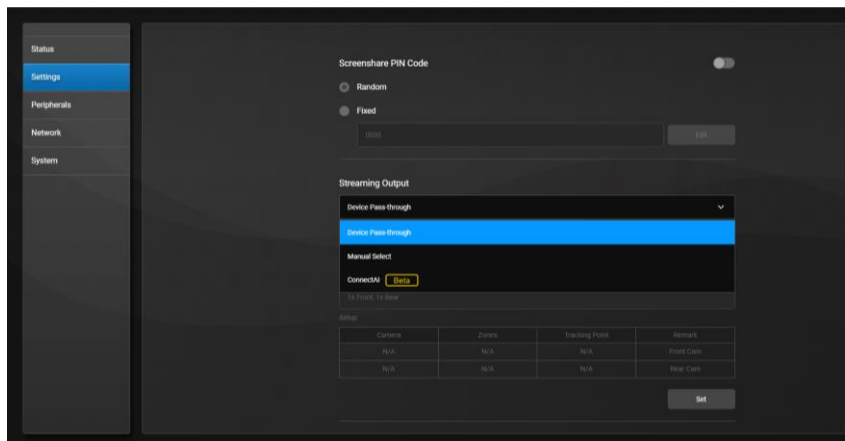 Status
Settings
Peripherals
Network
System
Screenshare PIN Code
Random
Fixed
0000
Edit
Streaming Output
Device Pass-through
Device Pass-through
Manual Select
ConnectAI Beta
1x Front, 1x Rear
Setup
Camera Zones Tracking Point Remark
N/A N/A N/A Front Cam
N/A N/A N/A Rear Cam
Set